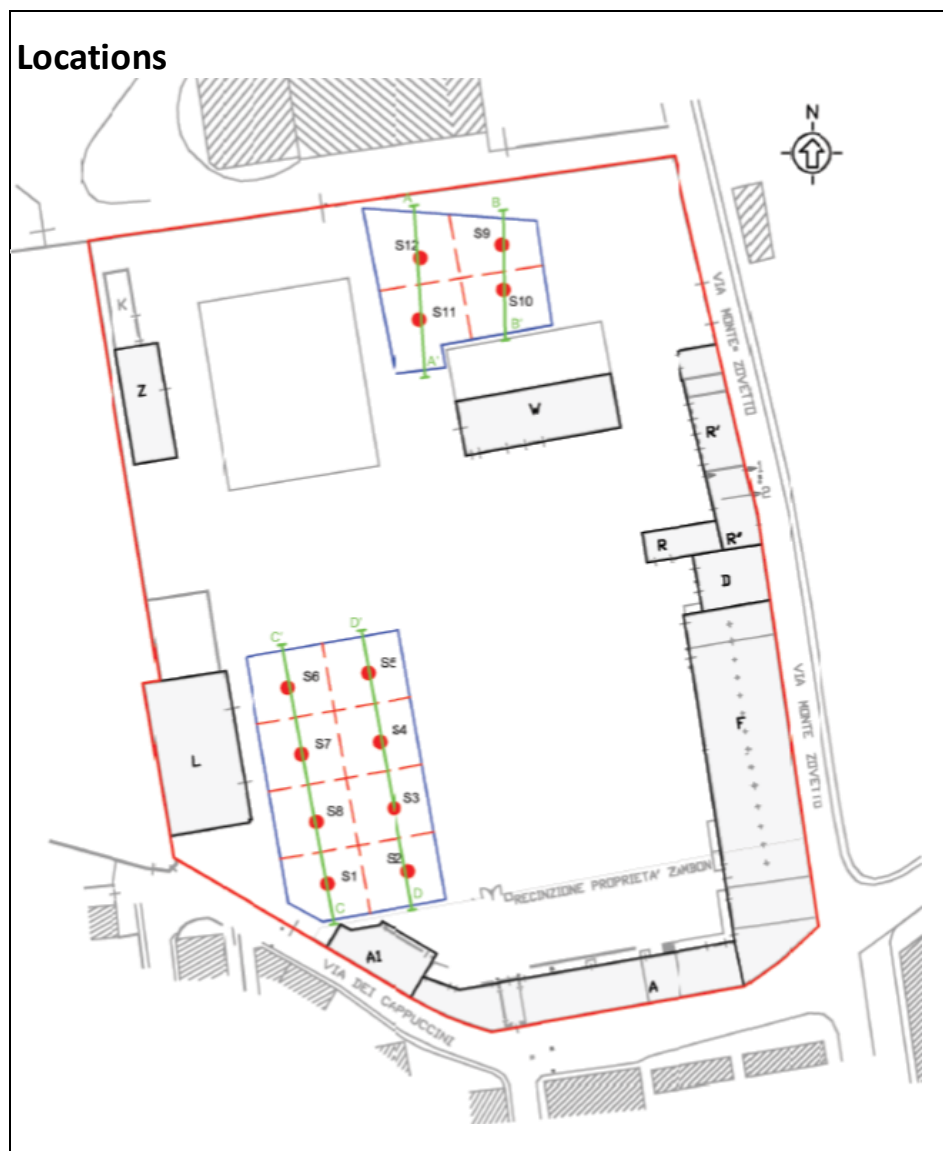 Locations
N
A
B
S12
S9
S10
S11
B'
A'
K
Z
W
VIA MONTE ZOVETTO
R'
R
R"
D
C'
D'
S6
S5
S7
S4
F
VIA MONTE ZOVETTO
L
S8
S3
S1
S2
C
D
RECINZIONE PROPRIETA' ZAMBON
A1
A
VIA DEI CAPPUCCINI